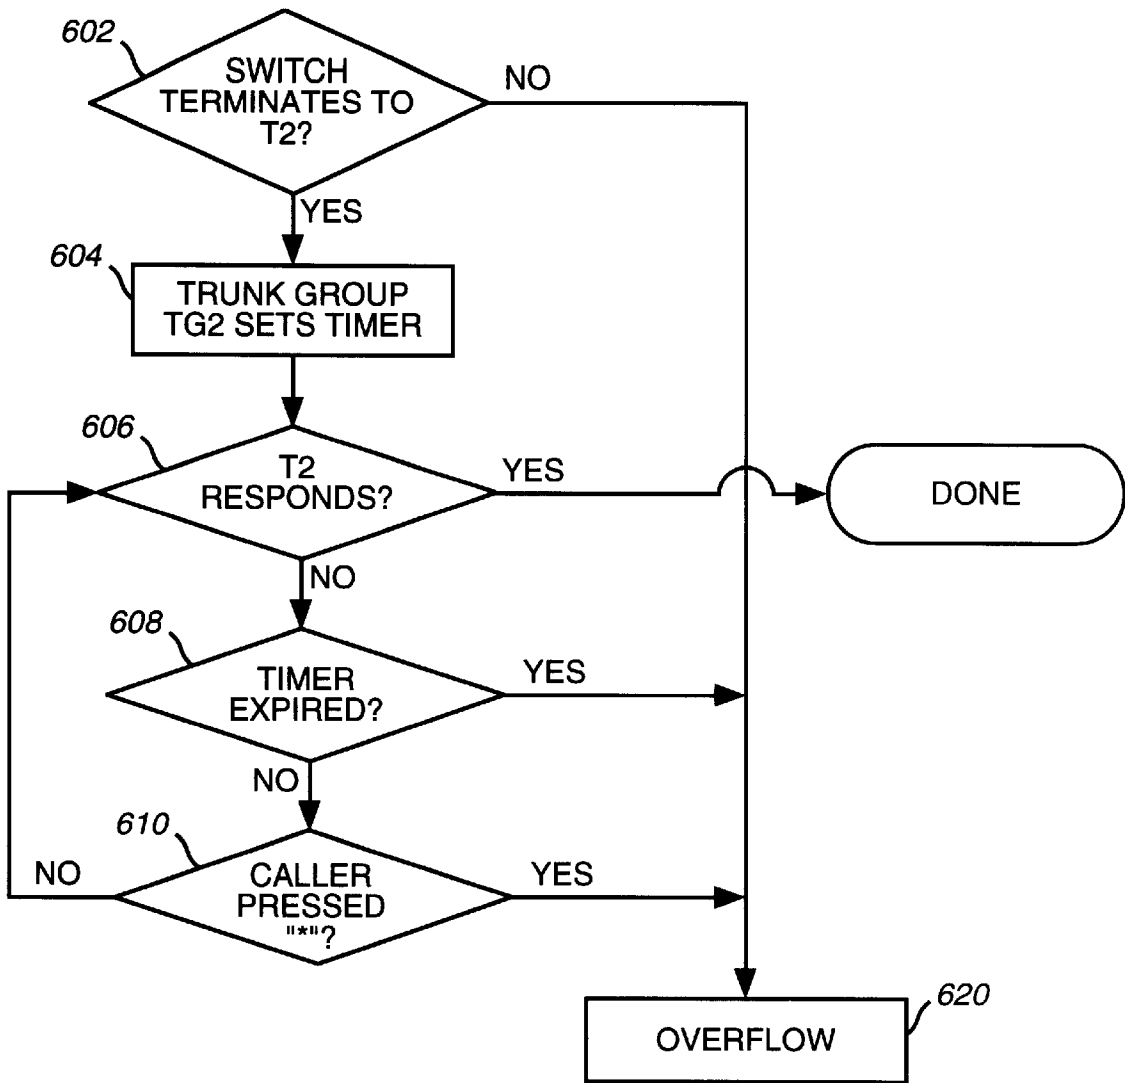 602
SWITCH
TERMINATES TO
T2?
NO
YES
604
TRUNK GROUP
TG2 SETS TIMER
606
T2
RESPONDS?
YES
DONE
NO
608
TIMER
EXPIRED?
YES
NO
610
CALLER
PRESSED
"*"?
YES
NO
620
OVERFLOW